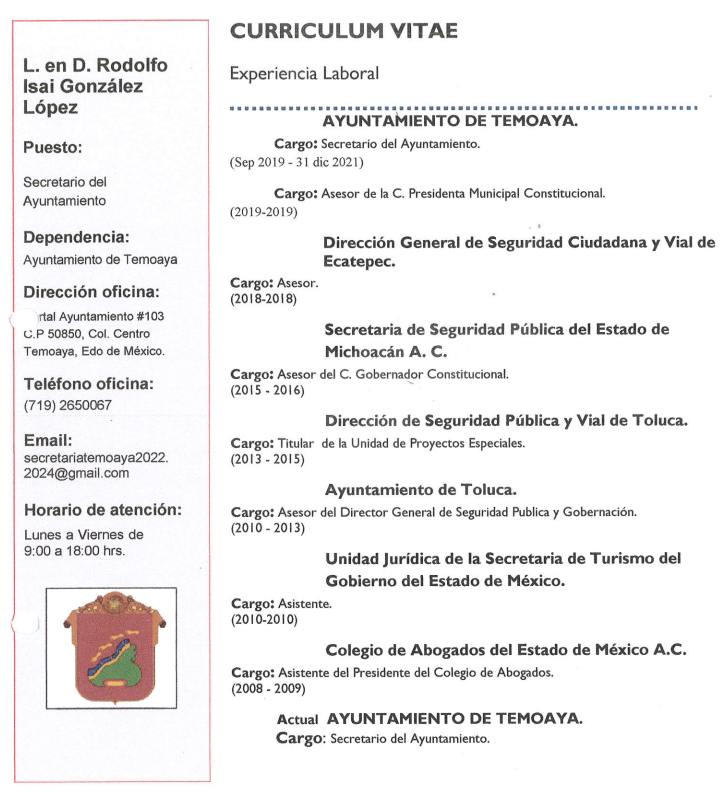 CURRICULUM VITAE
L. en D. Rodolfo
Isai González
López
Puesto:
Secretario del
Ayuntamiento
Dependencia:
Ayuntamiento de Temoaya
Dirección oficina:
rtal Ayuntamiento #103
C.P 50850, Col. Centro
Temoaya, Edo de México.
Teléfono oficina:
(719) 2650067
Email:
secretariatemoaya2022.
2024@gmail.com
Horario de atención:
Lunes a Viernes de
9:00 a 18:00 hrs.
Experiencia Laboral
AYUNTAMIENTO DE TEMOAYA.
Cargo: Secretario del Ayuntamiento.
(Sep 2019 - 31 dic 2021)
Cargo: Asesor de la C. Presidenta Municipal Constitucional.
(2019-2019)
Dirección General de Seguridad Ciudadana y Vial de
Ecatepec.
Cargo: Asesor.
(2018-2018)
Secretaria de Seguridad Pública del Estado de
Michoacán A. C.
Cargo: Asesor del C. Gobernador Constitucional.
(2015 - 2016)
Dirección de Seguridad Pública y Vial de Toluca.
Cargo: Titular de la Unidad de Proyectos Especiales.
(2013 - 2015)
Ayuntamiento de Toluca.
Cargo: Asesor del Director General de Seguridad Publica y Gobernación.
(2010 - 2013)
Unidad Jurídica de la Secretaria de Turismo del
Gobierno del Estado de México.
Cargo: Asistente.
(2010-2010)
Colegio de Abogados del Estado de México A.C.
Cargo: Asistente del Presidente del Colegio de Abogados.
(2008 - 2009)
Actual AYUNTAMIENTO DE TEMOAYA.
Cargo: Secretario del Ayuntamiento.